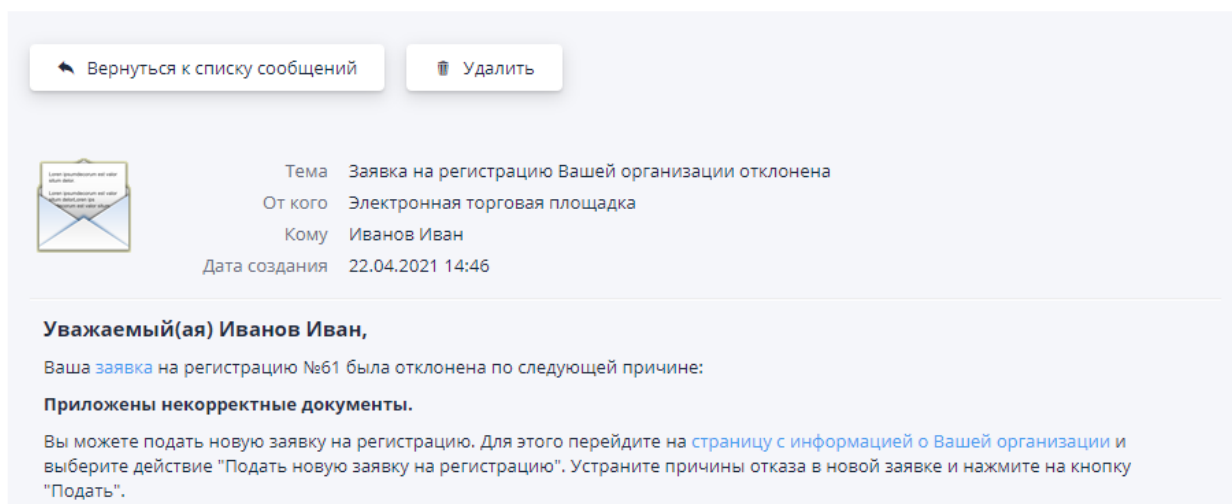 Вернуться к списку сообщений
Удалить
Тема Заявка на регистрацию Вашей организации отклонена
От кого Электронная торговая площадка
Кому Иванов Иван
Дата создания 22.04.2021 14:46
Уважаемый(ая) Иванов Иван,
Ваша заявка на регистрацию №61 была отклонена по следующей причине:
Приложены некорректные документы.
Вы можете подать новую заявку на регистрацию. Для этого перейдите на страницу с информацией о Вашей организации и
выберите действие "Подать новую заявку на регистрацию". Устраните причины отказа в новой заявке и нажмите на кнопку
"Подать".